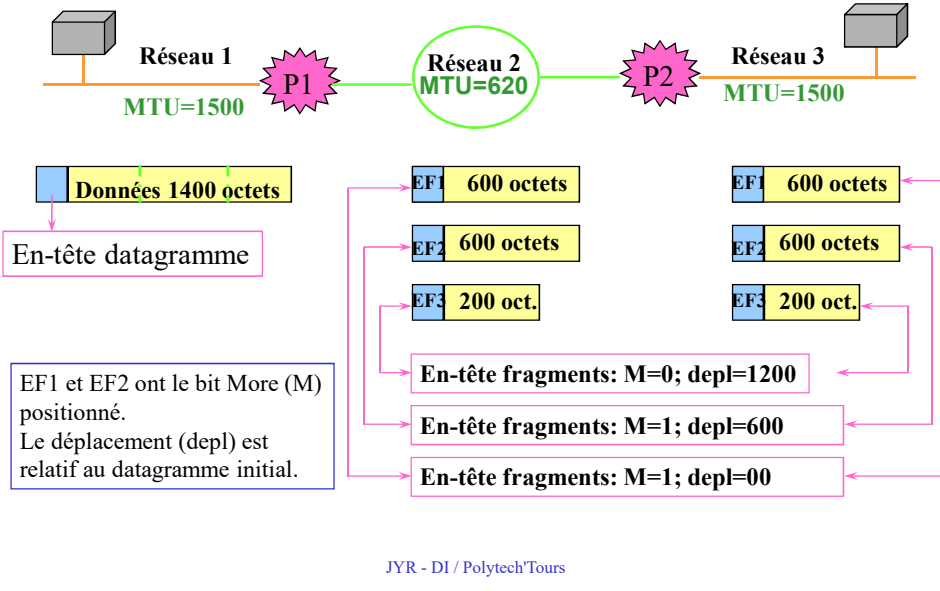 Réseau 1
P1
Réseau 2
MTU=620
P2
Réseau 3
MTU=1500
MTU=1500
Données 1400 octets
EF1 600 octets
EF1 600 octets
En-tête datagramme
EF2 600 octets
EF2 600 octets
EF3 200 oct.
EF3 200 oct.
En-tête fragments: M=0; depl=1200
EF1 et EF2 ont le bit More (M)
positionné.
Le déplacement (depl) est
relatif au datagramme initial.
En-tête fragments: M=1; depl=600
En-tête fragments: M=1; depl=00
JYR - DI / Polytech'Tours